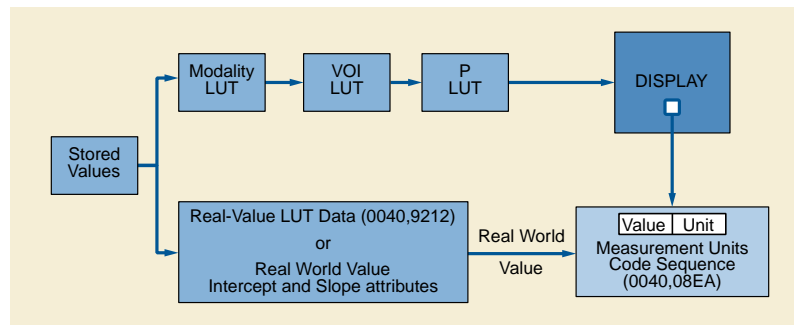 Modality
LUT
VOI
LUT
P
LUT
DISPLAY
Stored
Values
Real-Value LUT Data (0040,9212)
or
Real World Value
Intercept and Slope attributes
Real World
Value
Value Unit
Measurement Units
Code Sequence
(0040,08EA)